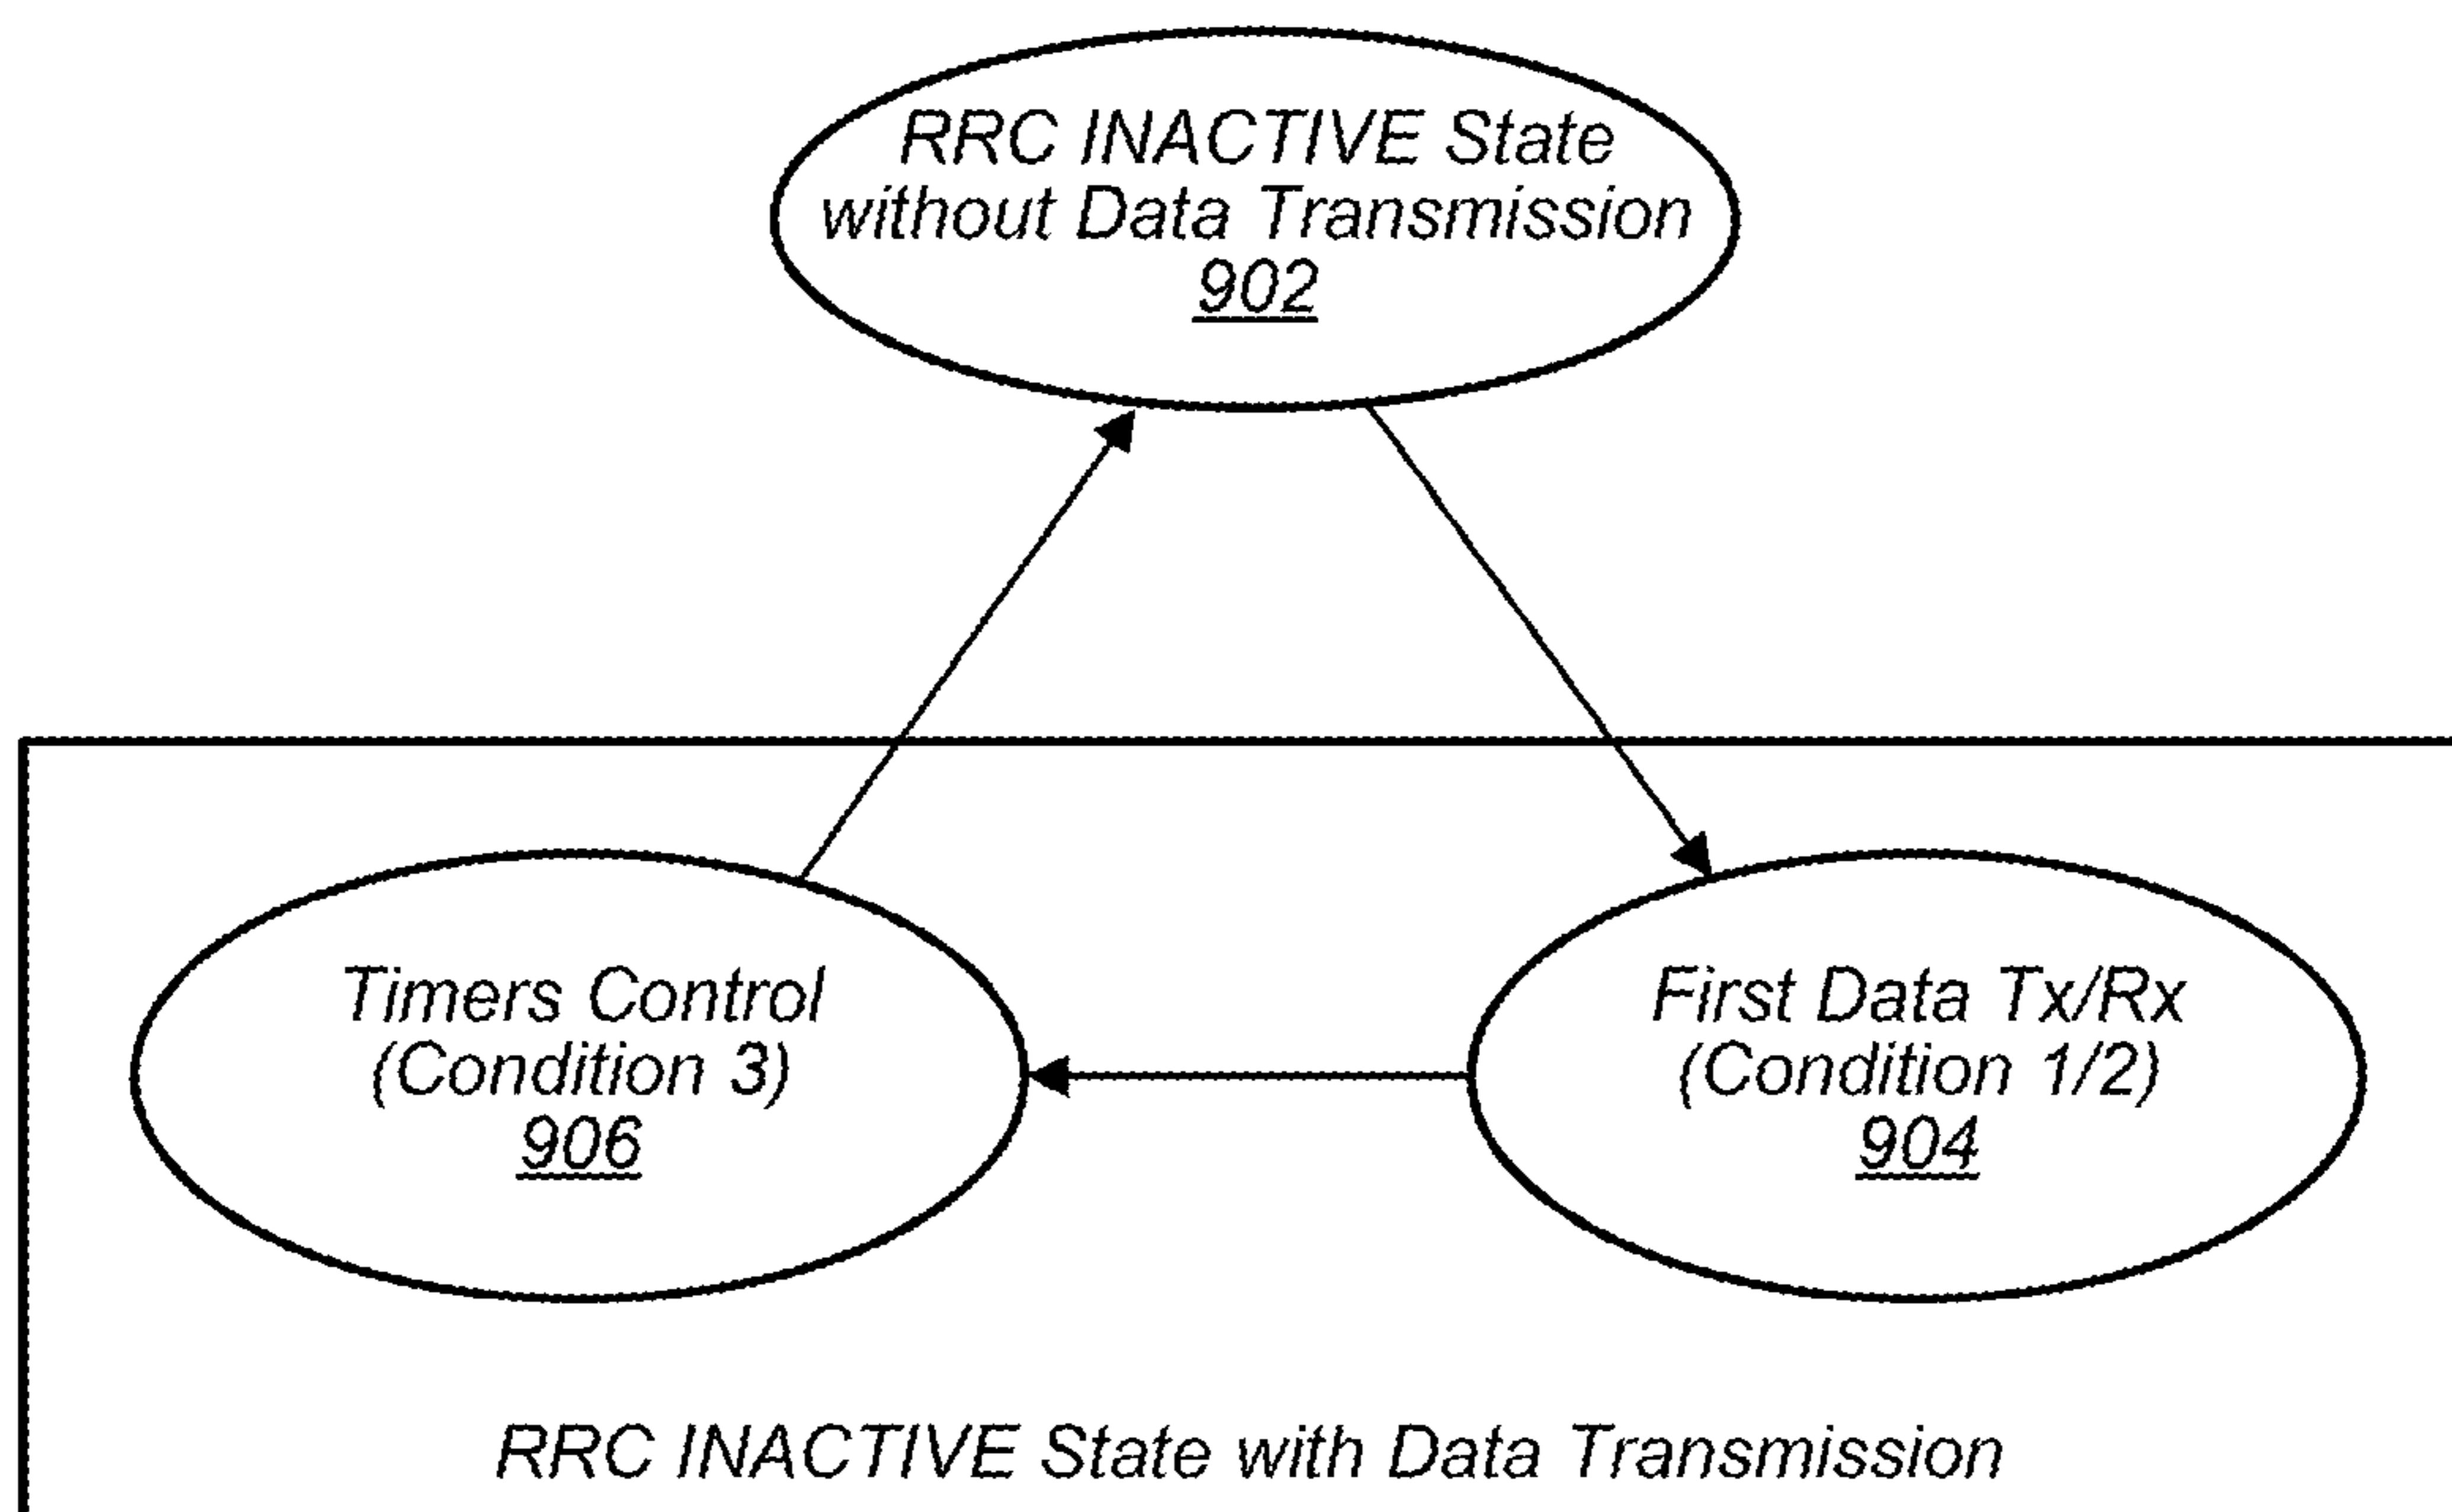 RRC INACTIVE State
without Data Transmission
902
Timers Control
(Condition 3)
906
First Data Tx/Rx
(Condition 1/2)
904
RRC INACTIVE State with Data Transmission